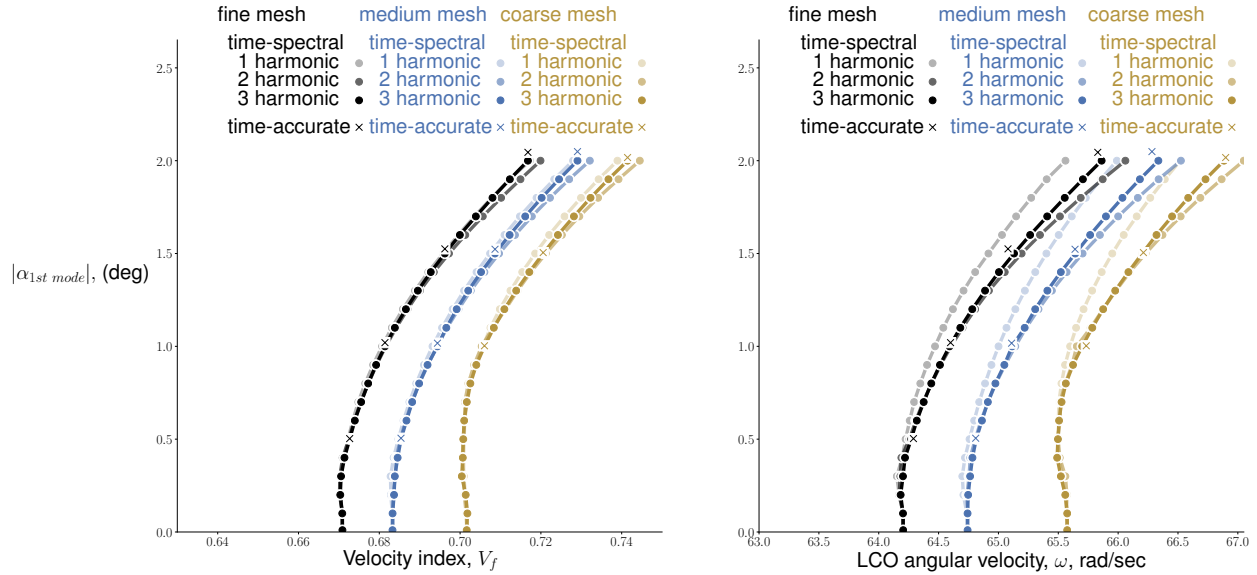 fine mesh medium mesh coarse mesh
time-spectral time-spectral time-spectral
1 harmonic 1 harmonic 1 harmonic
2 harmonic 2 harmonic 2 harmonic
3 harmonic 3 harmonic 3 harmonic
time-accurate × time-accurate × time-accurate ×
2.5
2.0
1.5
|α1st mode|, (deg)
1.0
0.5
0.0
0.64 0.66 0.68 0.70 0.72 0.74
Velocity index, Vf
fine mesh medium mesh coarse mesh
time-spectral time-spectral time-spectral
1 harmonic 1 harmonic 1 harmonic
2 harmonic 2 harmonic 2 harmonic
3 harmonic 3 harmonic 3 harmonic
time-accurate × time-accurate × time-accurate ×
2.5
2.0
1.5
1.0
0.5
0.0
63.0 63.5 64.0 64.5 65.0 65.5 66.0 66.5 67.0
LCO angular velocity, ω, rad/sec